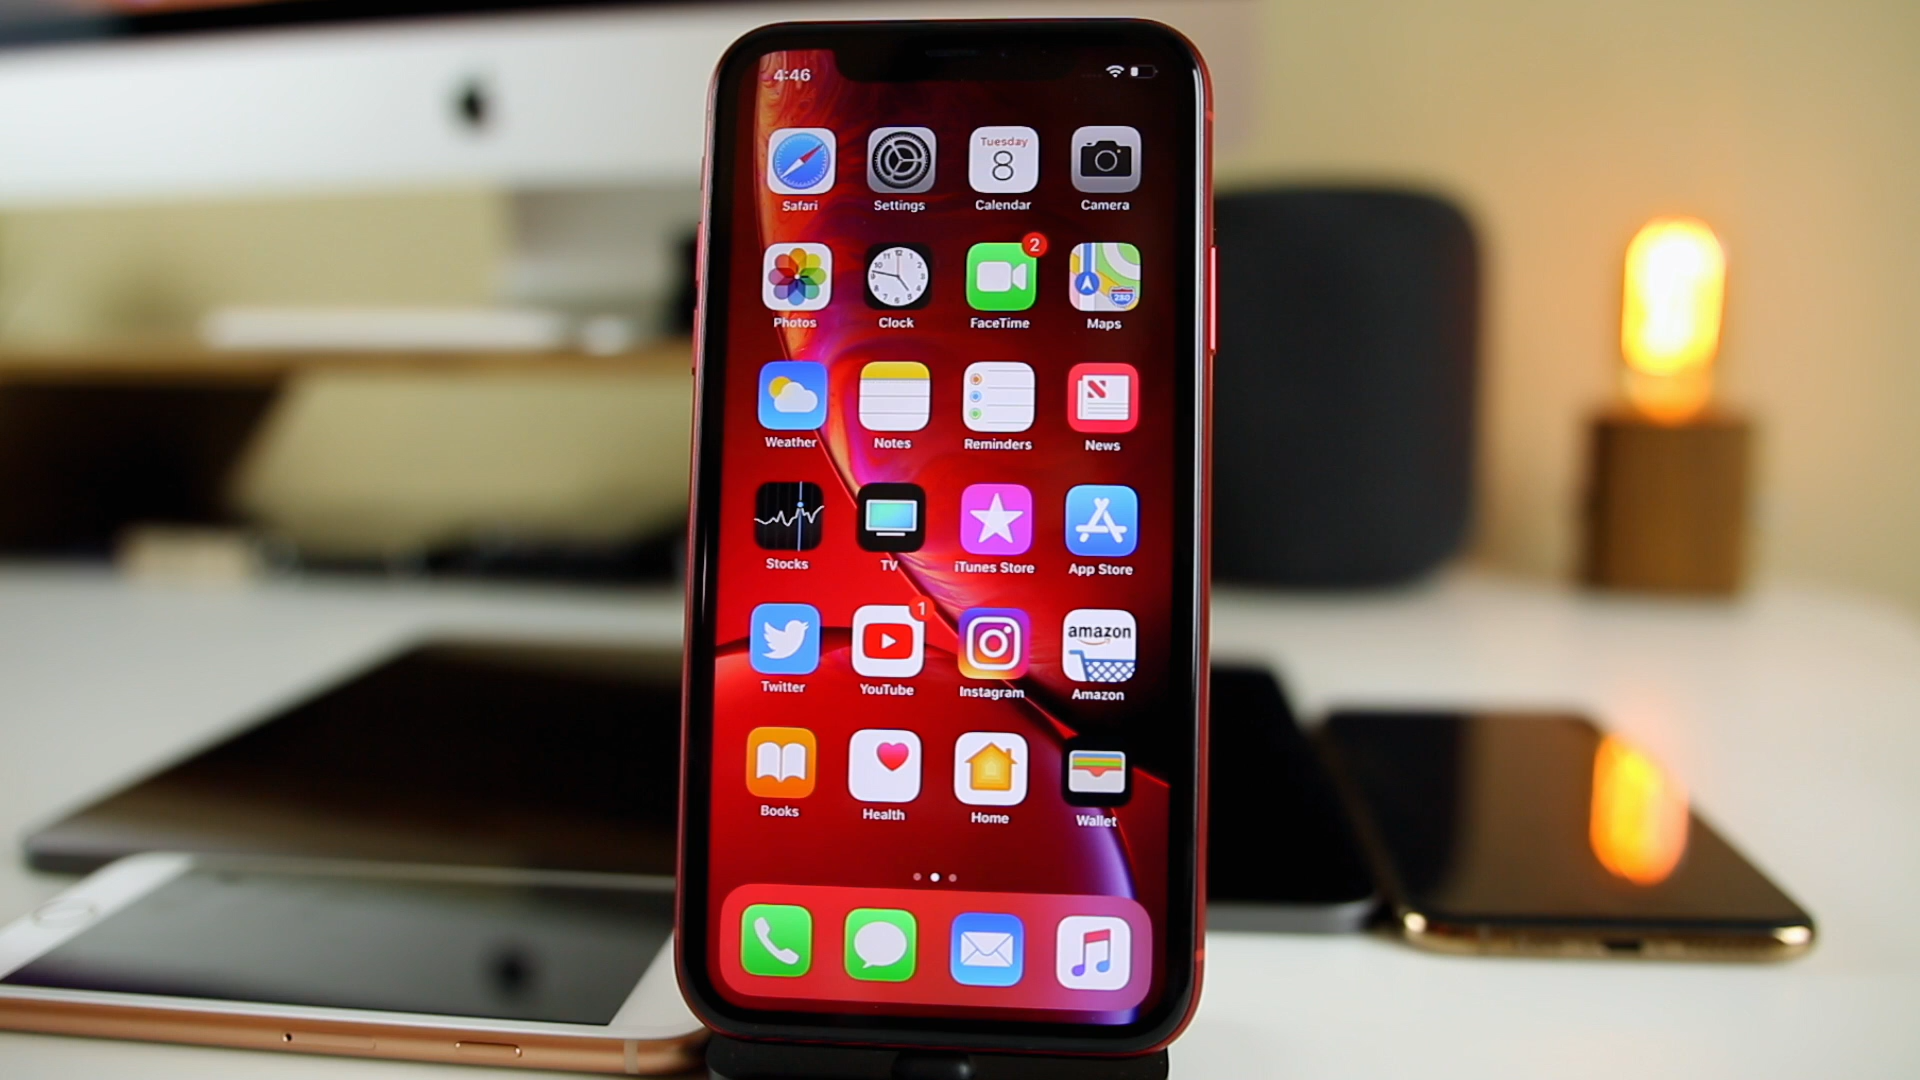 4:46
Tuesday
8
Safari
Settings
Calendar
Camera
2
280
Photos
Clock
FaceTime
Maps
Weather
Notes
Reminders
News
Stocks
TV
iTunes Store
App Store
1
amazon
Twitter
YouTube
Instagram
Amazon
Books
Health
Home
Wallet